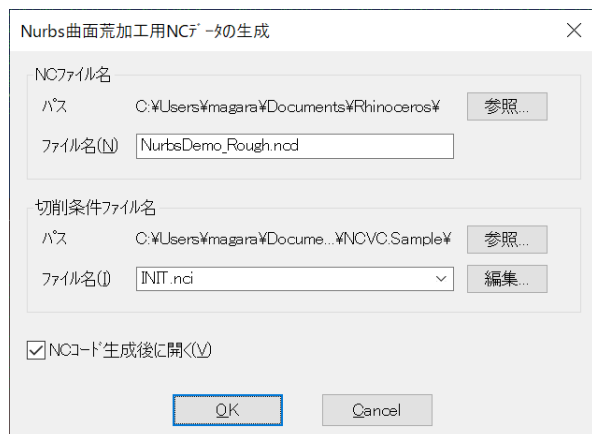 Nurbs曲面荒加工用NCデータの生成
NCファイル名
パス C:¥Users¥magara¥Documents¥Rhinoceros¥ 参照...
ファイル名(N) NurbsDemo_Rough.ncd
切削条件ファイル名
パス C:¥Users¥magara¥Docume...¥NCVC.Sample¥ 参照...
ファイル名(I) INIT.nci 編集...
NCコード生成後に開く(V)
OK Cancel